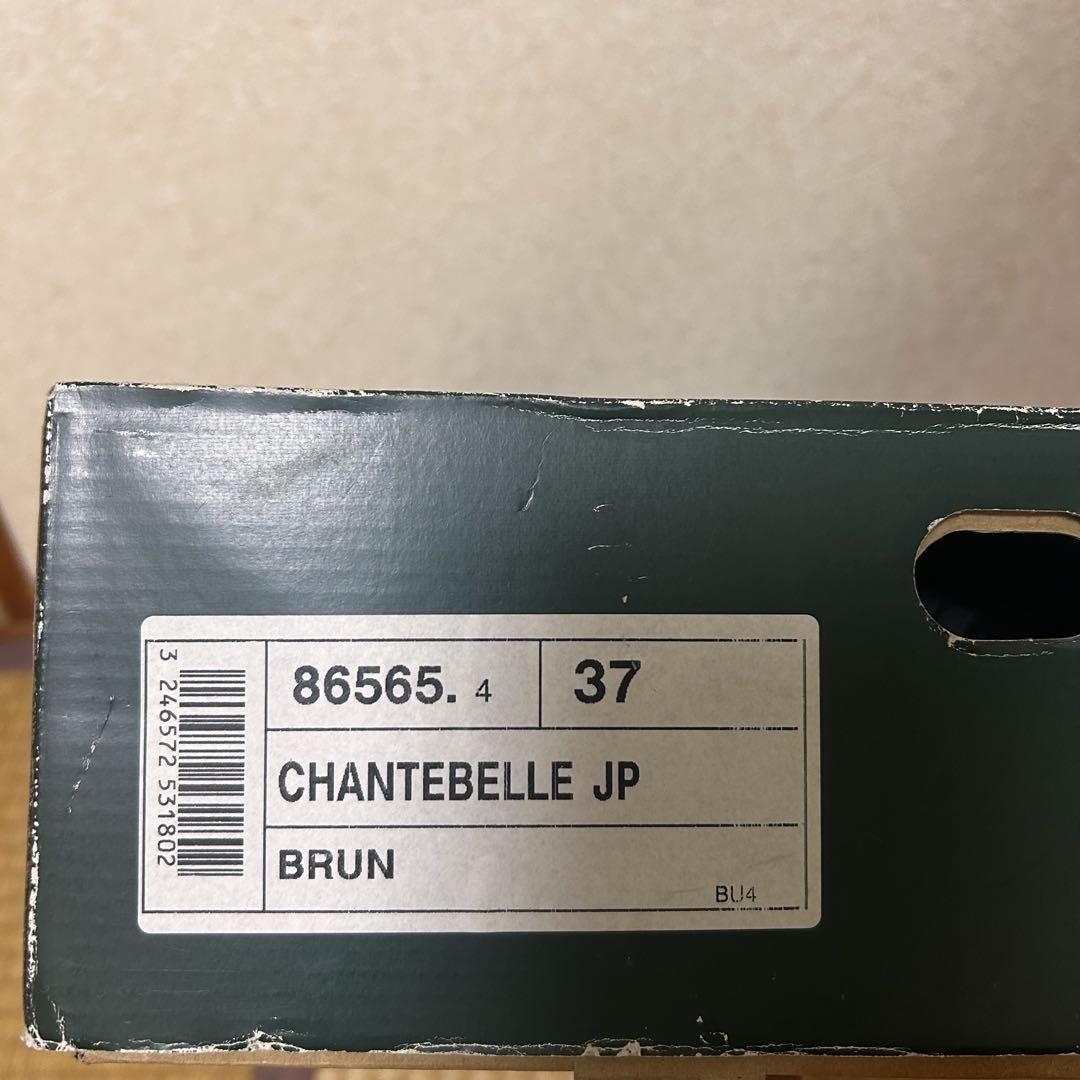 86565. 4
37
CHANTEBELLE JP
BRUN
BU4
3 246572 531802